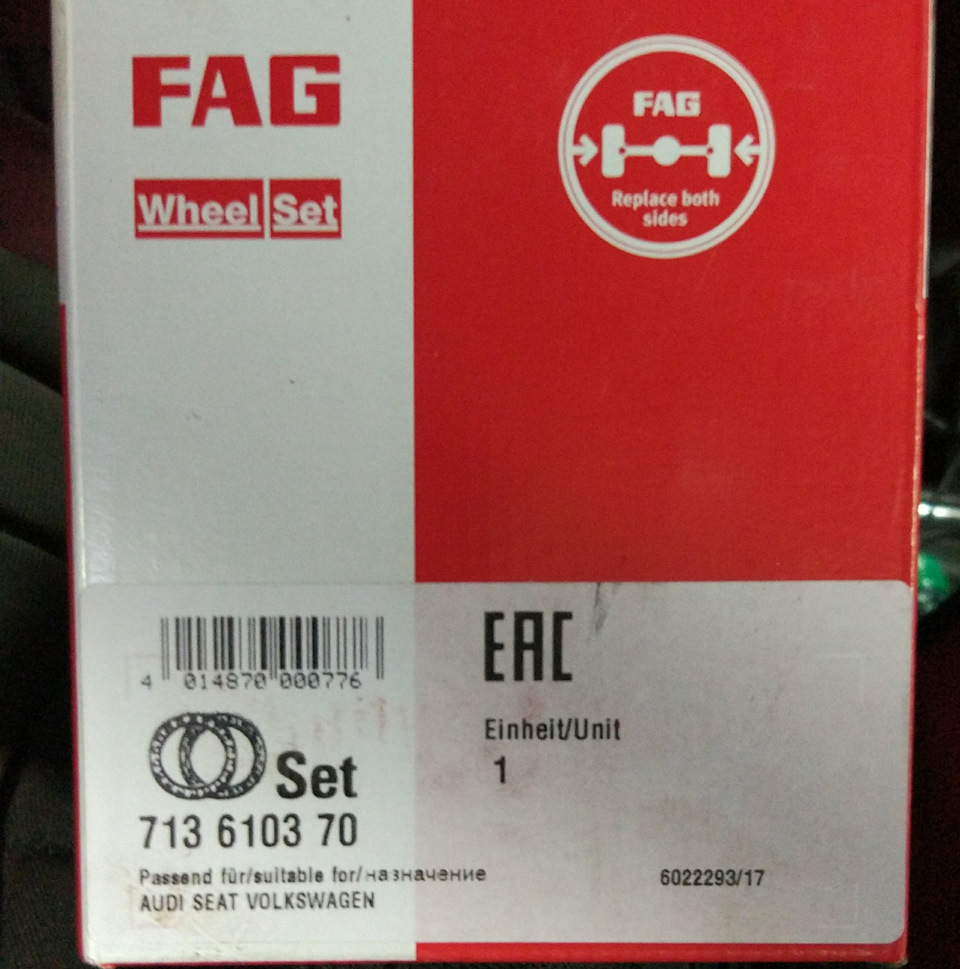 FAG
Wheel Set
FAG
Replace both
sides
4 014870 000776
EAC
Einheit/Unit
1
Set
713 6103 70
Passend für/suitable for/назначение
AUDI SEAT VOLKSWAGEN
6022293/17